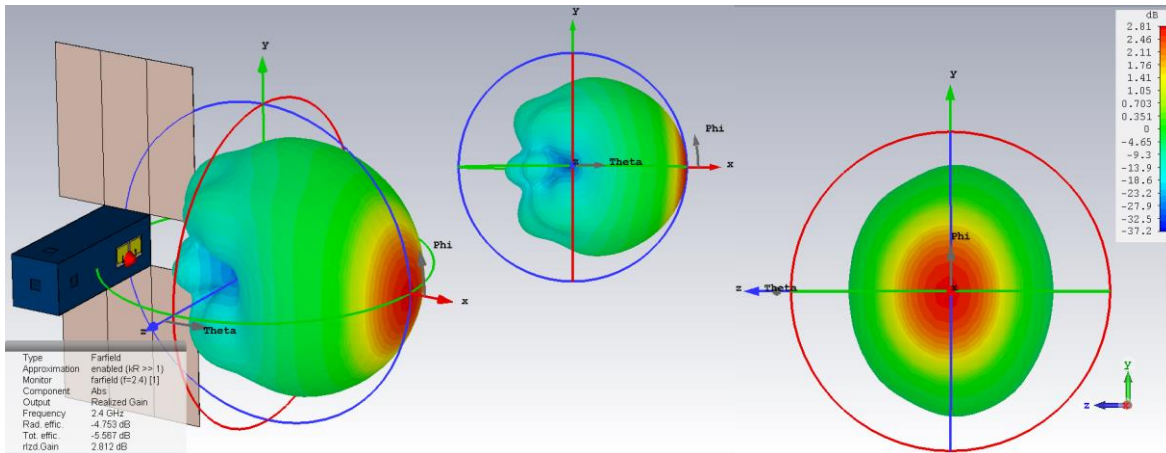 y
x
z
Phi
Theta
Type Farfield
Approximation enabled (kR >> 1)
Monitor farfield (f=2.4) [1]
Component Abs
Output Realized Gain
Frequency 2.4 GHz
Rad. effic. -4.753 dB
Tot. effic. -5.567 dB
rlzd.Gain 2.812 dB
y
Phi
x
z
Theta
y
Phi
x
z
Theta
y
z
dB
2.81
2.46
2.11
1.76
1.41
1.05
0.703
0.351
0
-4.65
-9.3
-13.9
-18.6
-23.2
-27.9
-32.5
-37.2